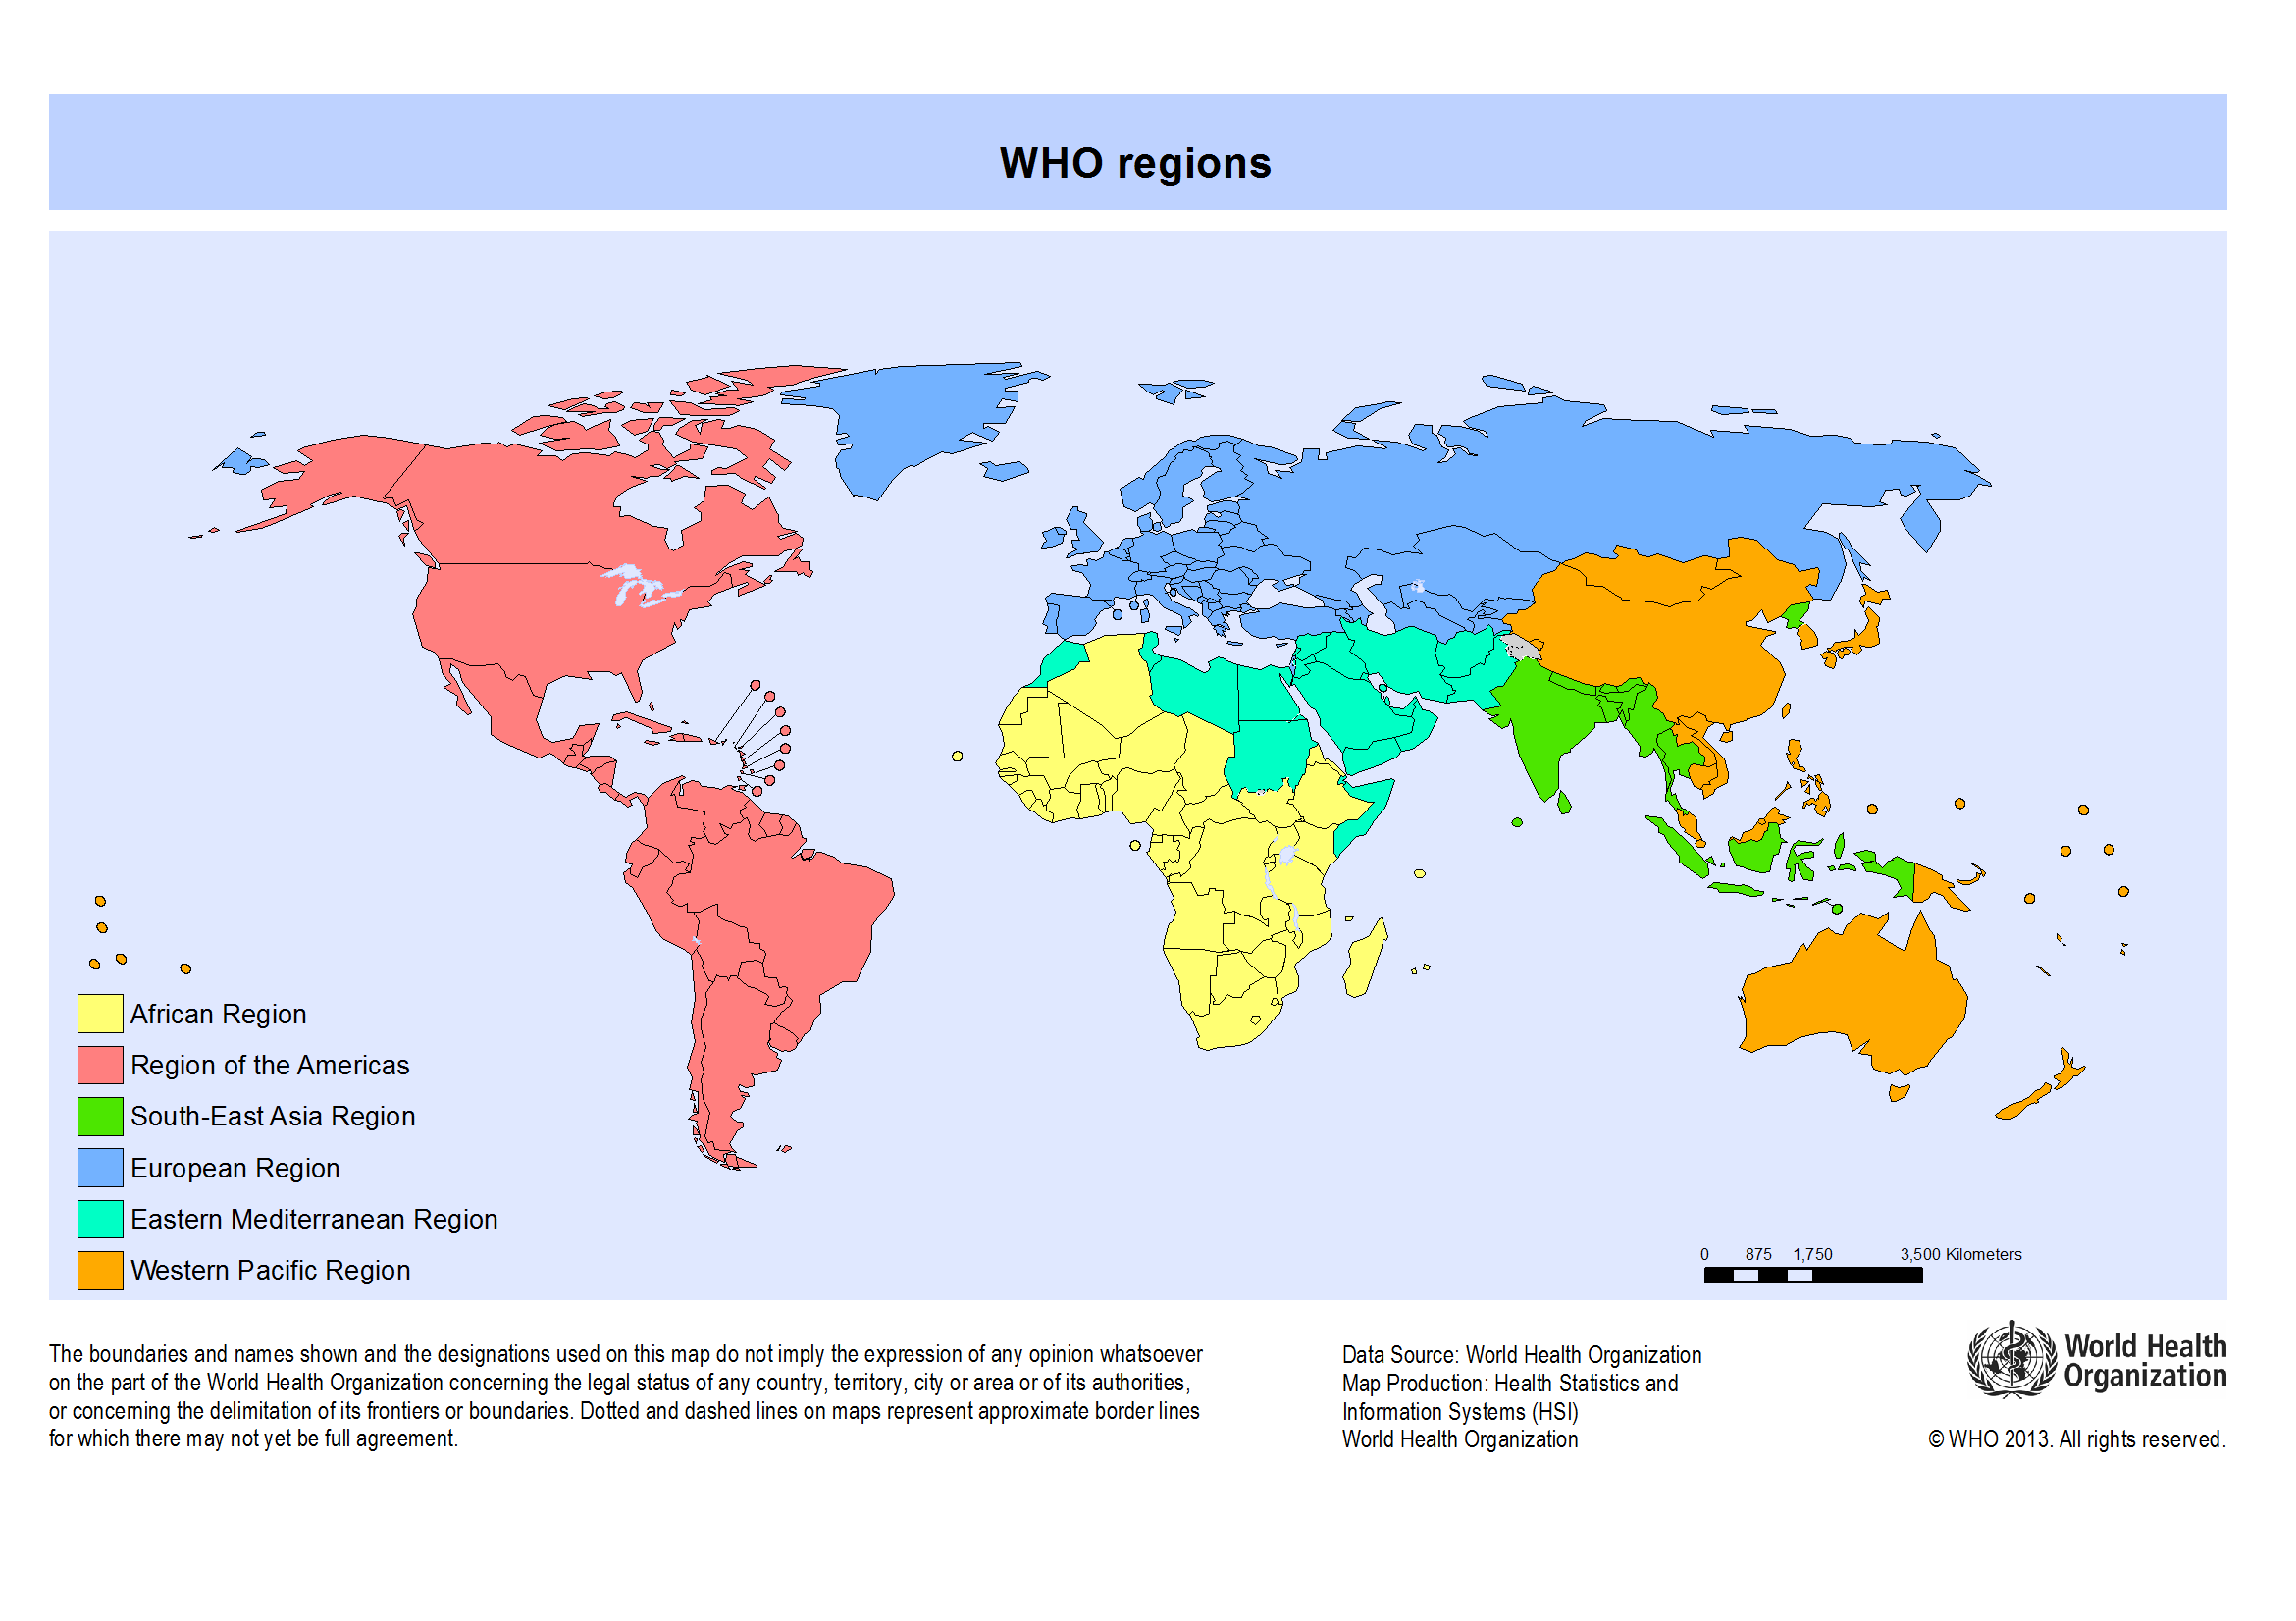 WHO regions
African Region
Region of the Americas
South-East Asia Region
European Region
Eastern Mediterranean Region
Western Pacific Region
0 875 1,750 3,500 Kilometers
The boundaries and names shown and the designations used on this map do not imply the expression of any opinion whatsoever
on the part of the World Health Organization concerning the legal status of any country, territory, city or area or of its authorities,
or concerning the delimitation of its frontiers or boundaries. Dotted and dashed lines on maps represent approximate border lines
for which there may not yet be full agreement.
Data Source: World Health Organization
Map Production: Health Statistics and
Information Systems (HSI)
World Health Organization
World Health
Organization
© WHO 2013. All rights reserved.